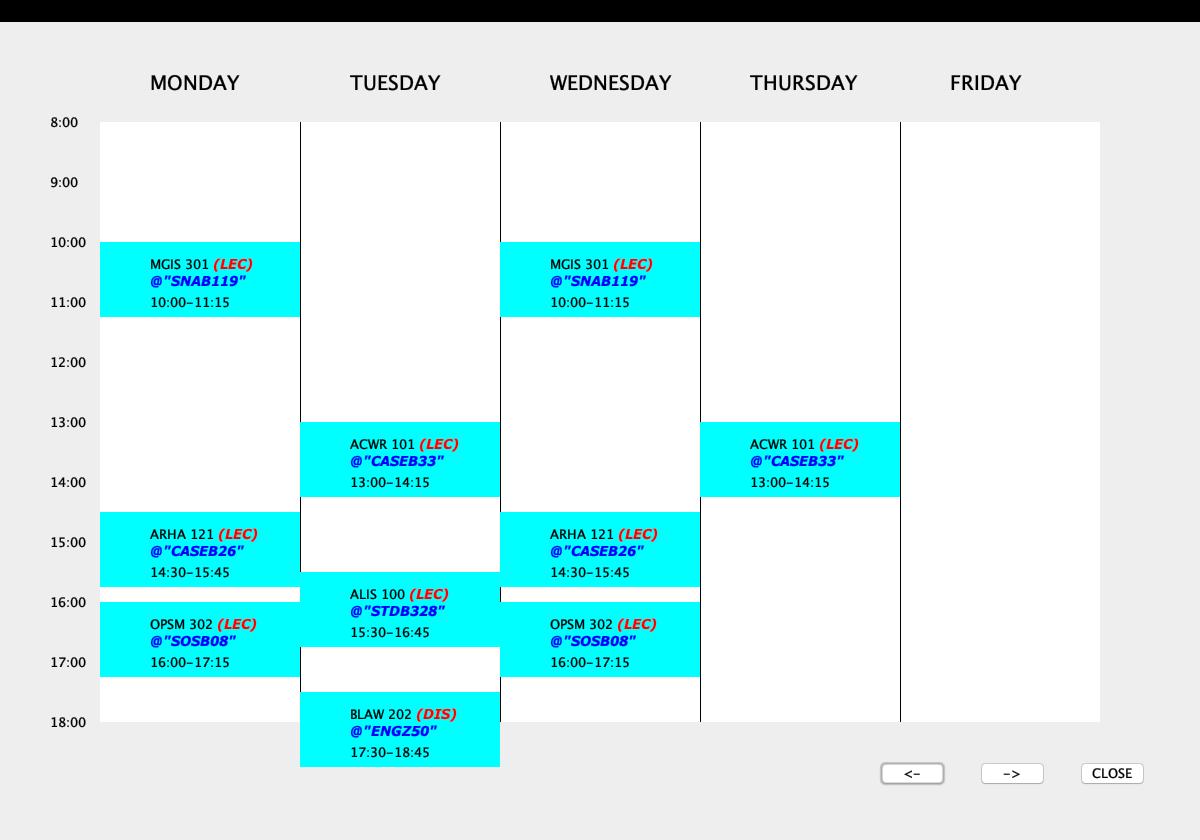 MONDAY TUESDAY WEDNESDAY THURSDAY FRIDAY
8:00
9:00
10:00
MGIS 301 (LEC) MGIS 301 (LEC)
@"SNAB119" @"SNAB119"
11:00 10:00-11:15 10:00-11:15
12:00
13:00
ACWR 101 (LEC) ACWR 101 (LEC)
@"CASEB33" @"CASEB33"
14:00 13:00-14:15 13:00-14:15
ARHA 121 (LEC) ARHA 121 (LEC)
15:00
@"CASEB26" @"CASEB26"
14:30-15:45 14:30-15:45
ALIS 100 (LEC)
16:00
@"STDB328"
OPSM 302 (LEC) OPSM 302 (LEC)
15:30-16:45
@"SOSB08" @"SOSB08"
17:00 16:00-17:15 16:00-17:15
BLAW 202 (DIS)
18:00
@"ENGZ50"
17:30-18:45
<- -> CLOSE